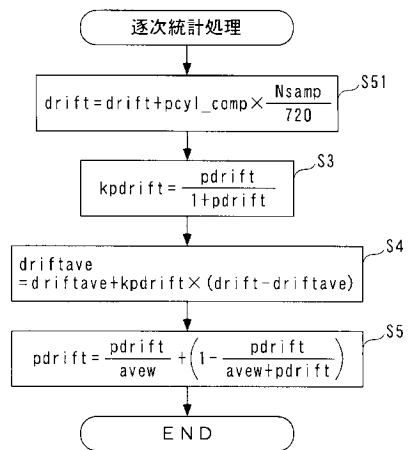 逐次統計処理
S51
drift=drift+pcyl_comp×Nsamp/720
S3
kpdrift=pdrift/1+pdrift
S4
driftave
=driftave+kpdrift×(drift-driftave)
S5
pdrift=pdrift/avew+(1-pdrift/avew+pdrift)
END